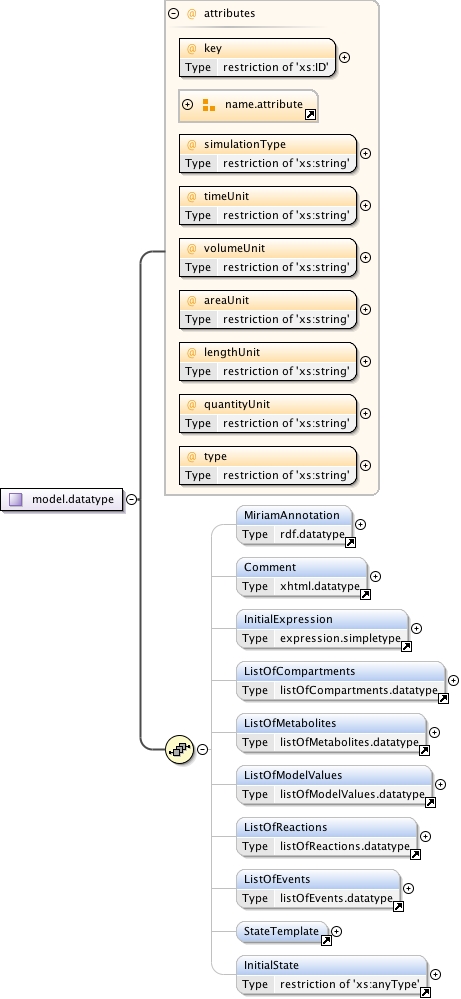 @ attributes
@ key
Type restriction of 'xs:ID'
name.attribute
@ simulationType
Type restriction of 'xs:string'
@ timeUnit
Type restriction of 'xs:string'
@ volumeUnit
Type restriction of 'xs:string'
@ areaUnit
Type restriction of 'xs:string'
@ lengthUnit
Type restriction of 'xs:string'
@ quantityUnit
Type restriction of 'xs:string'
@ type
Type restriction of 'xs:string'
model.datatype
MiriamAnnotation
Type rdf.datatype
Comment
Type xhtml.datatype
InitialExpression
Type expression.simpletype
ListOfCompartments
Type listOfCompartments.datatype
ListOfMetabolites
Type listOfMetabolites.datatype
ListOfModelValues
Type listOfModelValues.datatype
ListOfReactions
Type listOfReactions.datatype
ListOfEvents
Type listOfEvents.datatype
StateTemplate
InitialState
Type restriction of 'xs:anyType'